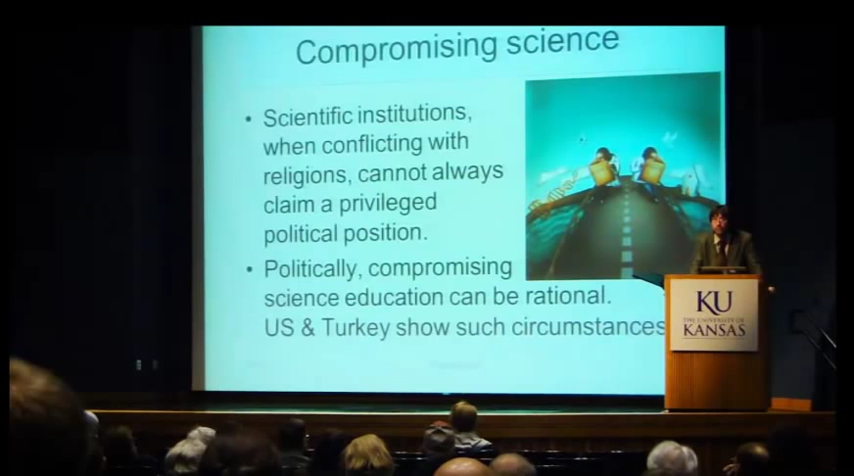 Compromising science
• Scientific institutions,
when conflicting with
religions, cannot always
claim a privileged
political position.
• Politically, compromising
science education can be rational.
US & Turkey show such circumstances
KU
THE UNIVERSITY OF
KANSAS